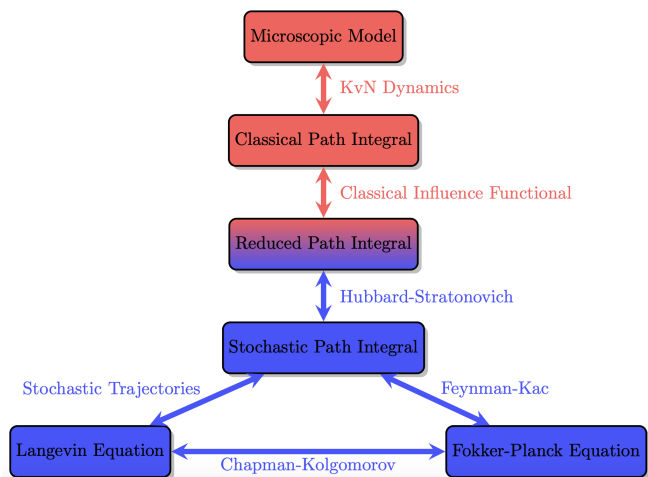 Microscopic Model
KvN Dynamics
Classical Path Integral
Classical Influence Functional
Reduced Path Integral
Hubbard-Stratonovich
Stochastic Path Integral
Stochastic Trajectories
Feynman-Kac
Langevin Equation
Fokker-Planck Equation
Chapman-Kolgomorov